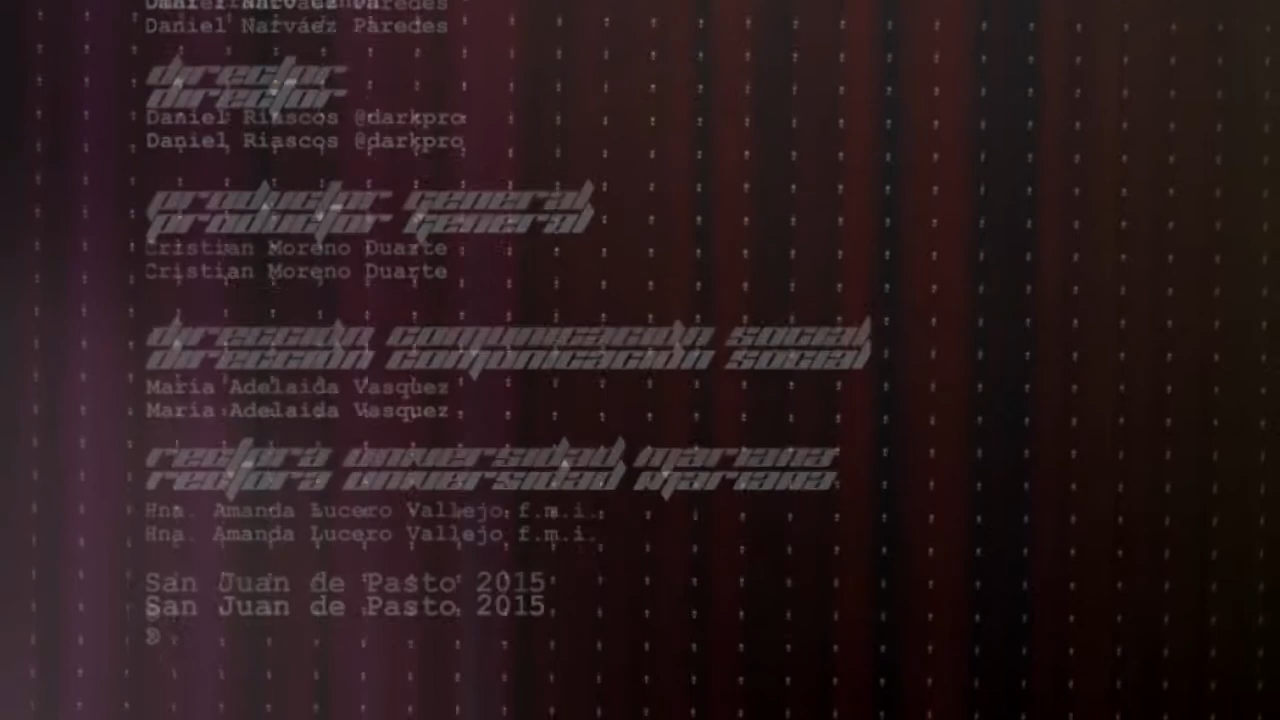 Daniel Narváez Paredes
Daniel Narváez Paredes
director
director
Daniel Riascos @darkpro
Daniel Riascos @darkpro
productor general
productor general
Cristian Moreno Duarte
Cristian Moreno Duarte
dirección comunicación social
dirección comunicación social
María Adelaida Vasquez
María Adelaida Vasquez
rectora universidad mariana
rectora universidad mariana
Hna. Amanda Lucero Vallejo f.m.i.
Hna. Amanda Lucero Vallejo f.m.i.
San Juan de Pasto 2015
San Juan de Pasto 2015